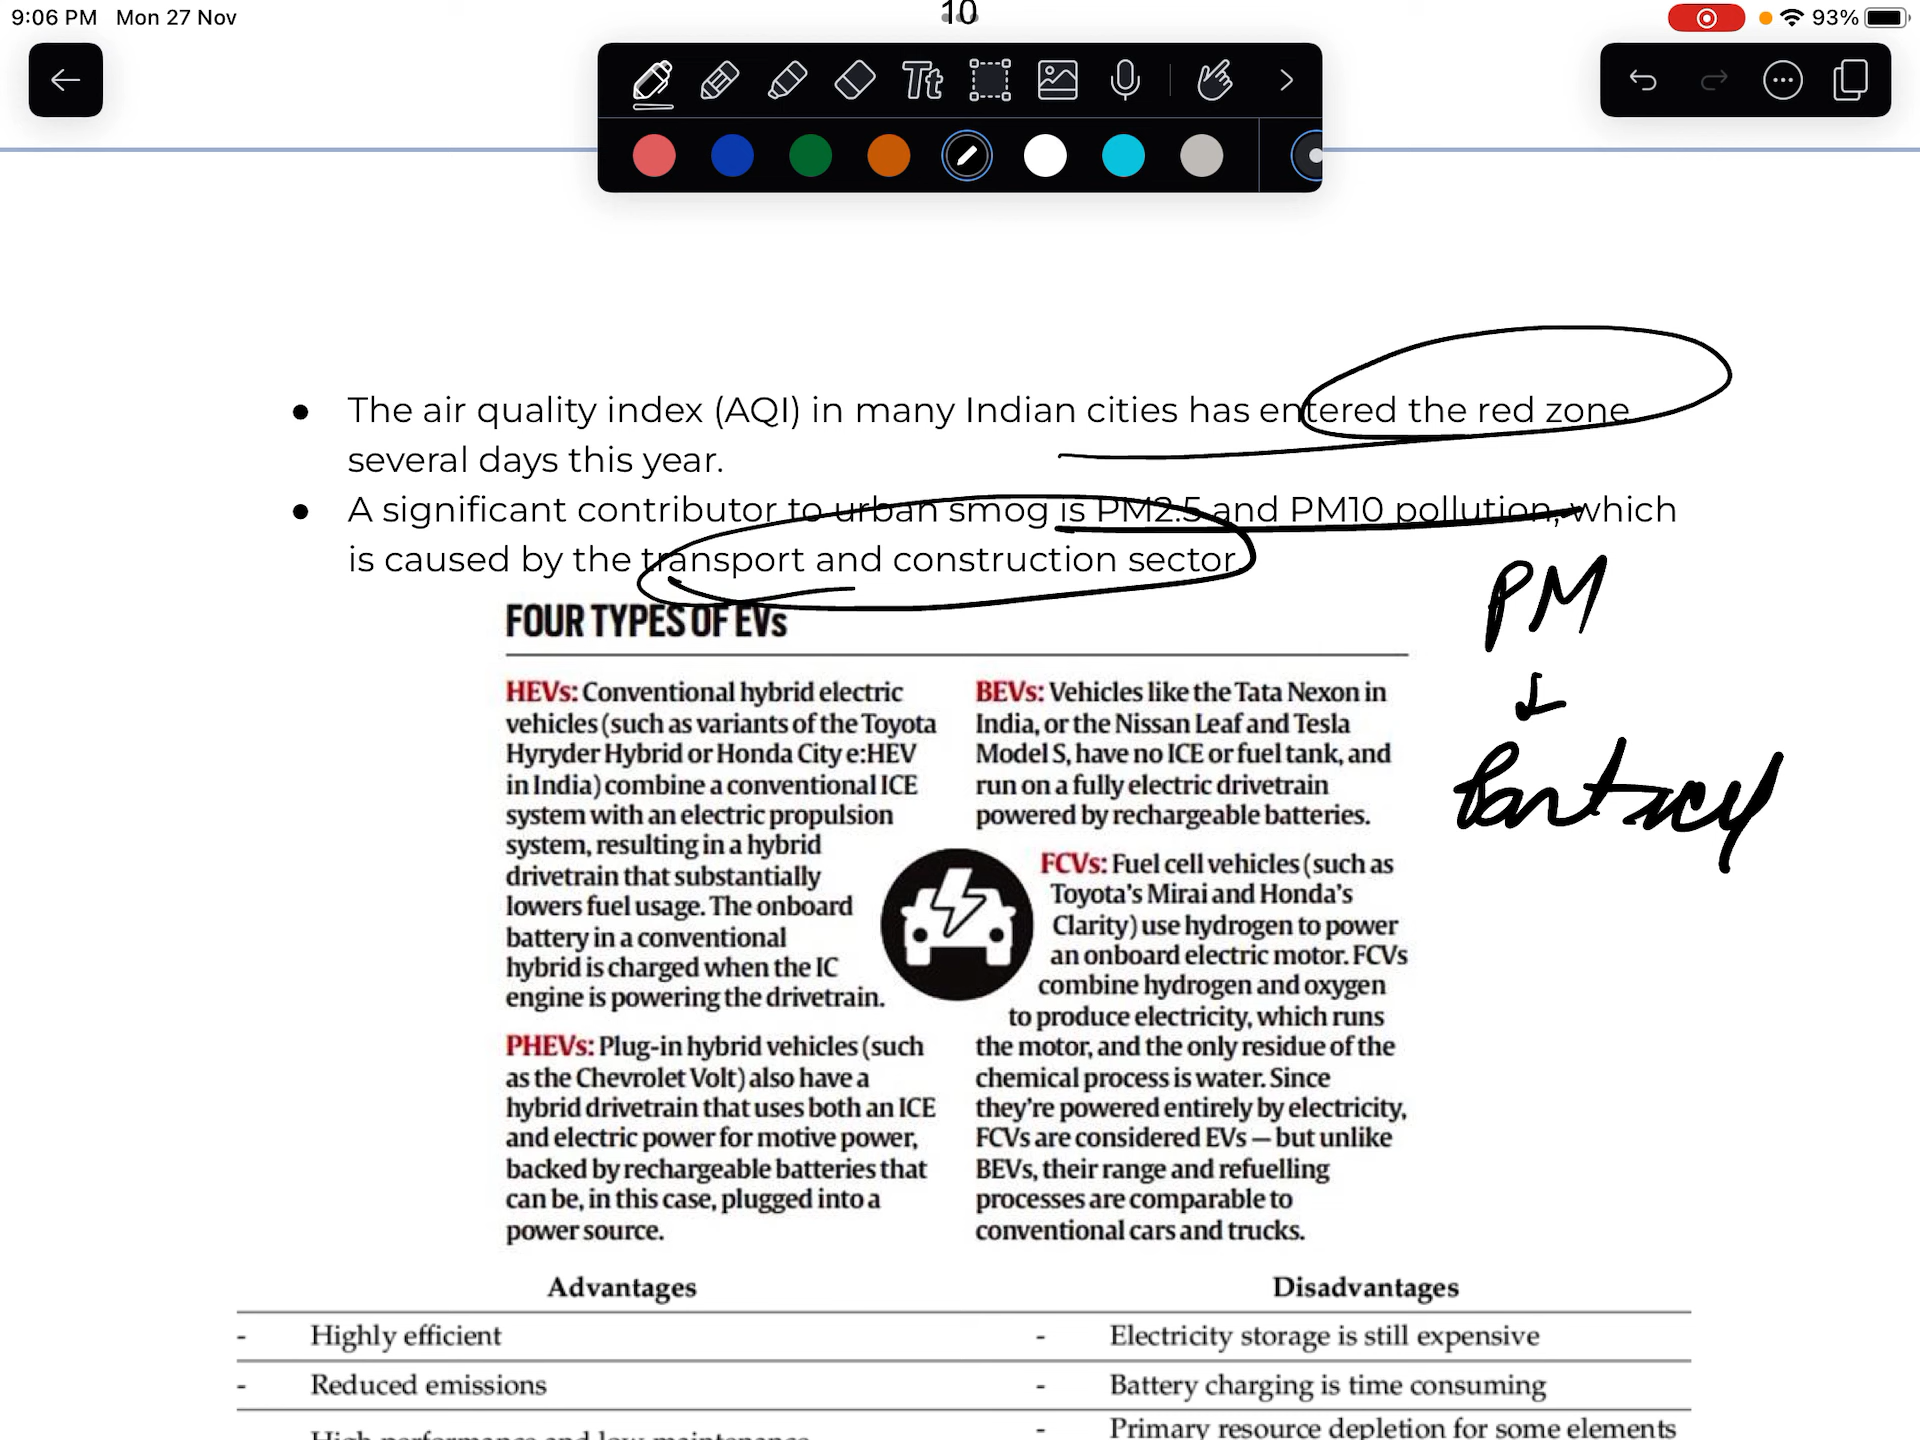 9:06 PM Mon 27 Nov
10
93%
Tt
● The air quality index (AQI) in many Indian cities has entered the red zone
several days this year.
● A significant contributor to urban smog is PM2.5 and PM10 pollution, which
is caused by the transport and construction sector
PM
FOUR TYPES OF EVs
HEVs: Conventional hybrid electric
vehicles (such as variants of the Toyota
Hyryder Hybrid or Honda City e:HEV
in India) combine a conventional ICE
system with an electric propulsion
system, resulting in a hybrid
drivetrain that substantially
lowers fuel usage. The onboard
battery in a conventional
hybrid is charged when the IC
engine is powering the drivetrain.
PHEVs: Plug-in hybrid vehicles (such
as the Chevrolet Volt) also have a
hybrid drivetrain that uses both an ICE
and electric power for motive power,
backed by rechargeable batteries that
can be, in this case, plugged into a
power source.
BEVs: Vehicles like the Tata Nexon in
India, or the Nissan Leaf and Tesla
Model S, have no ICE or fuel tank, and
run on a fully electric drivetrain
powered by rechargeable batteries.
FCVs: Fuel cell vehicles (such as
Toyota's Mirai and Honda's
Clarity) use hydrogen to power
an onboard electric motor. FCVs
combine hydrogen and oxygen
to produce electricity, which runs
the motor, and the only residue of the
chemical process is water. Since
they're powered entirely by electricity,
FCVs are considered EVs — but unlike
BEVs, their range and refuelling
processes are comparable to
conventional cars and trucks.
Advantages Disadvantages
- Highly efficient - Electricity storage is still expensive
- Reduced emissions - Battery charging is time consuming
High performance and low maintenance - Primary resource depletion for some elements